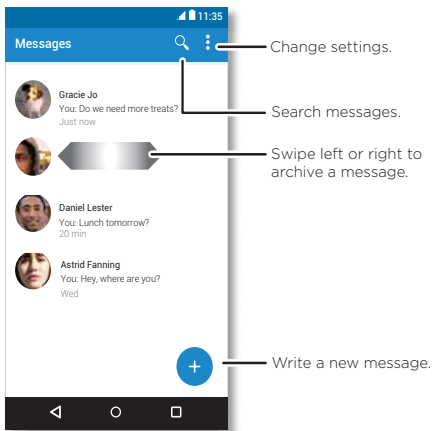 11:35
Messages
Change settings.
Gracie Jo
You: Do we need more treats?
Just now
Search messages.
Swipe left or right to
archive a message.
Daniel Lester
You: Lunch tomorrow?
20 min
Astrid Fanning
You: Hey, where are you?
Wed
Write a new message.